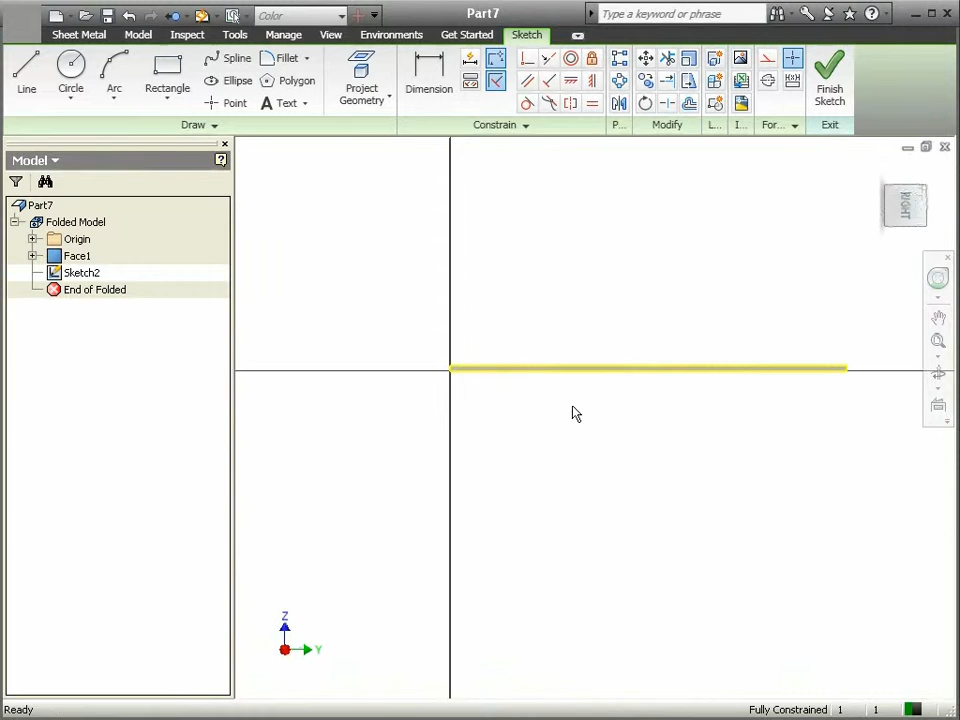 Color
Part7
Type a keyword or phrase
Sheet Metal
Model
Inspect
Tools
Manage
View
Environments
Get Started
Sketch
Line
Circle
Arc
Rectangle
Spline
Ellipse
Point
Fillet
Polygon
Text
Project Geometry
Dimension
Finish Sketch
Draw
Constrain
P...
Modify
L...
I...
For...
Exit
Model
Part7
Folded Model
Origin
Face1
Sketch2
End of Folded
RIGHT
Z
Y
Ready
Fully Constrained
1
1